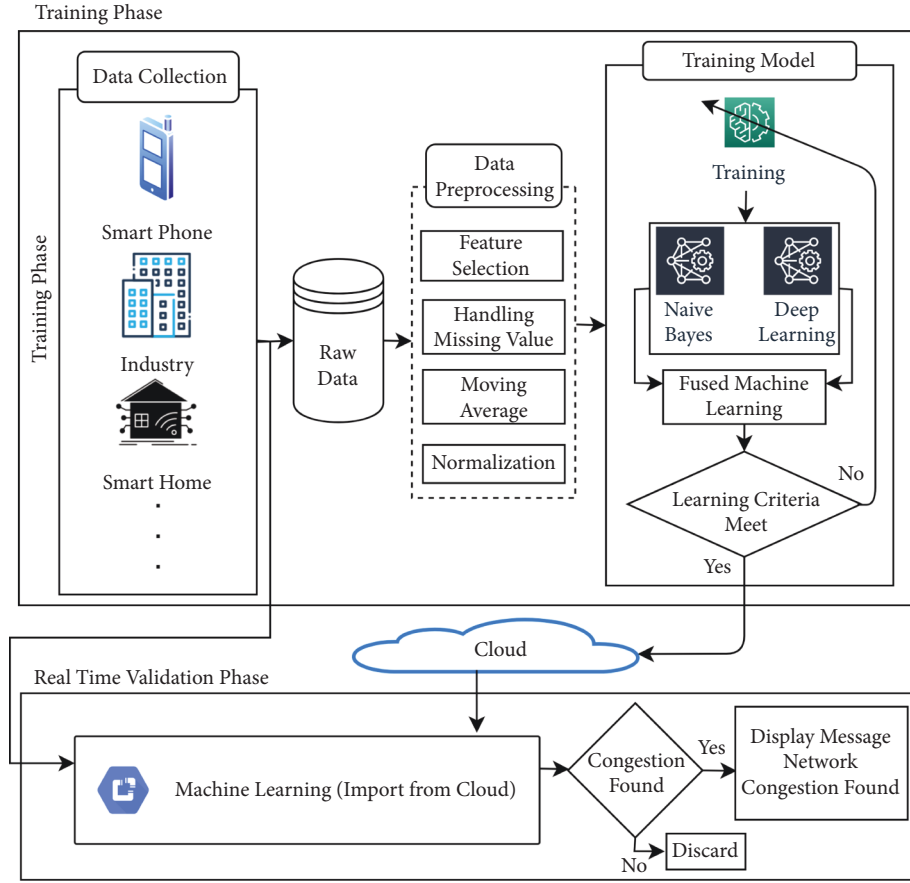 Training Phase
Training Phase
Data Collection
Smart Phone
Industry
Smart Home
Raw
Data
Data
Preprocessing
Feature
Selection
Handling
Missing Value
Moving
Average
Normalization
Training Model
Training
Naive
Bayes
Deep
Learning
Fused Machine
Learning
Learning Criteria
Meet
No
Yes
Cloud
Real Time Validation Phase
Machine Learning (Import from Cloud)
Congestion
Found
Yes
Display Message
Network
Congestion Found
No
Discard